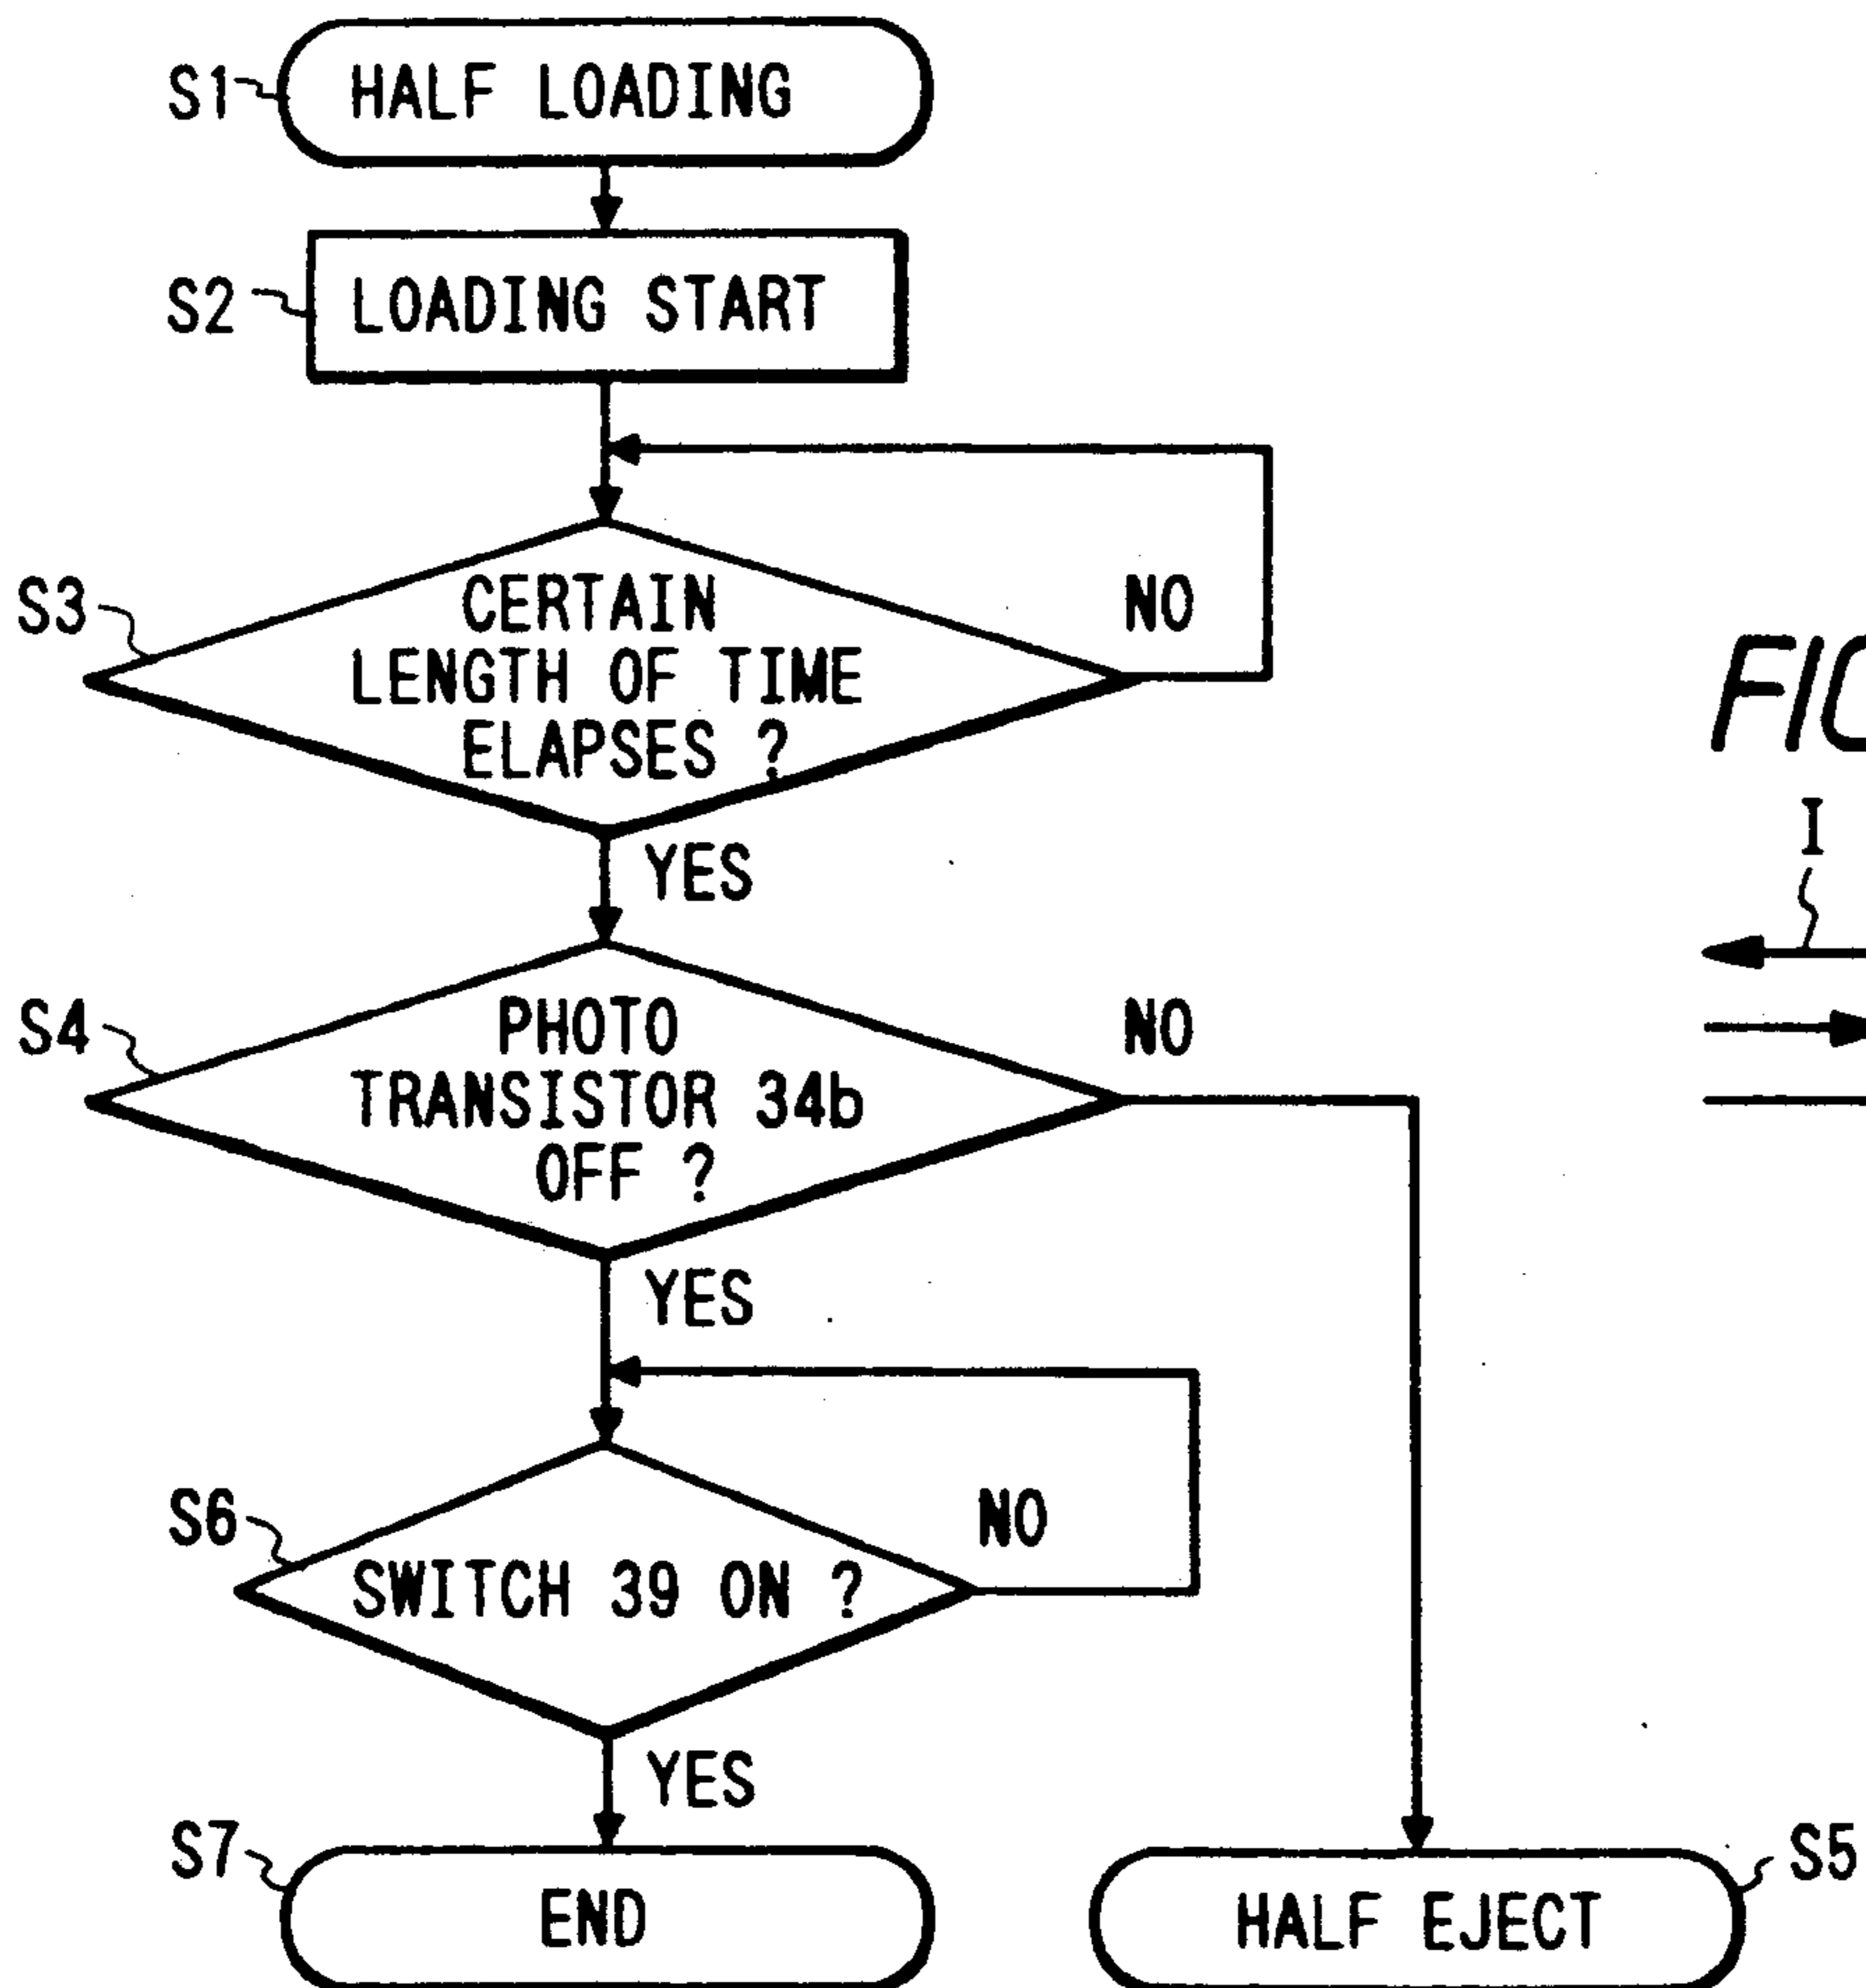 S1
HALF LOADING
S2
LOADING START
S3
CERTAIN
LENGTH OF TIME
ELAPSES ?
NO
YES
S4
PHOTO
TRANSISTOR 34b
OFF ?
NO
YES
S6
SWITCH 39 ON ?
NO
YES
S7
END
HALF EJECT
S5
I